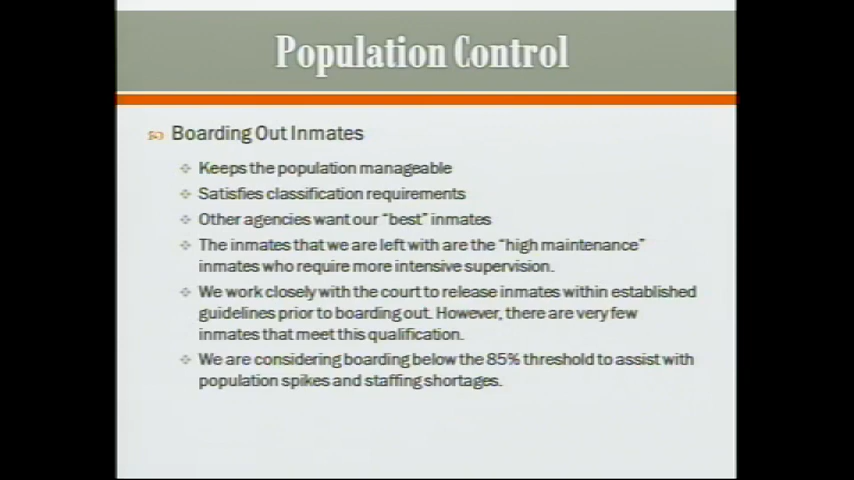 Population Control
Boarding Out Inmates
Keeps the population manageable
Satisfies classification requirements
Other agencies want our “best” inmates
The inmates that we are left with are the “high maintenance”
inmates who require more intensive supervision.
We work closely with the court to release inmates within established
guidelines prior to boarding out. However, there are very few
inmates that meet this qualification.
We are considering boarding below the 85% threshold to assist with
population spikes and staffing shortages.